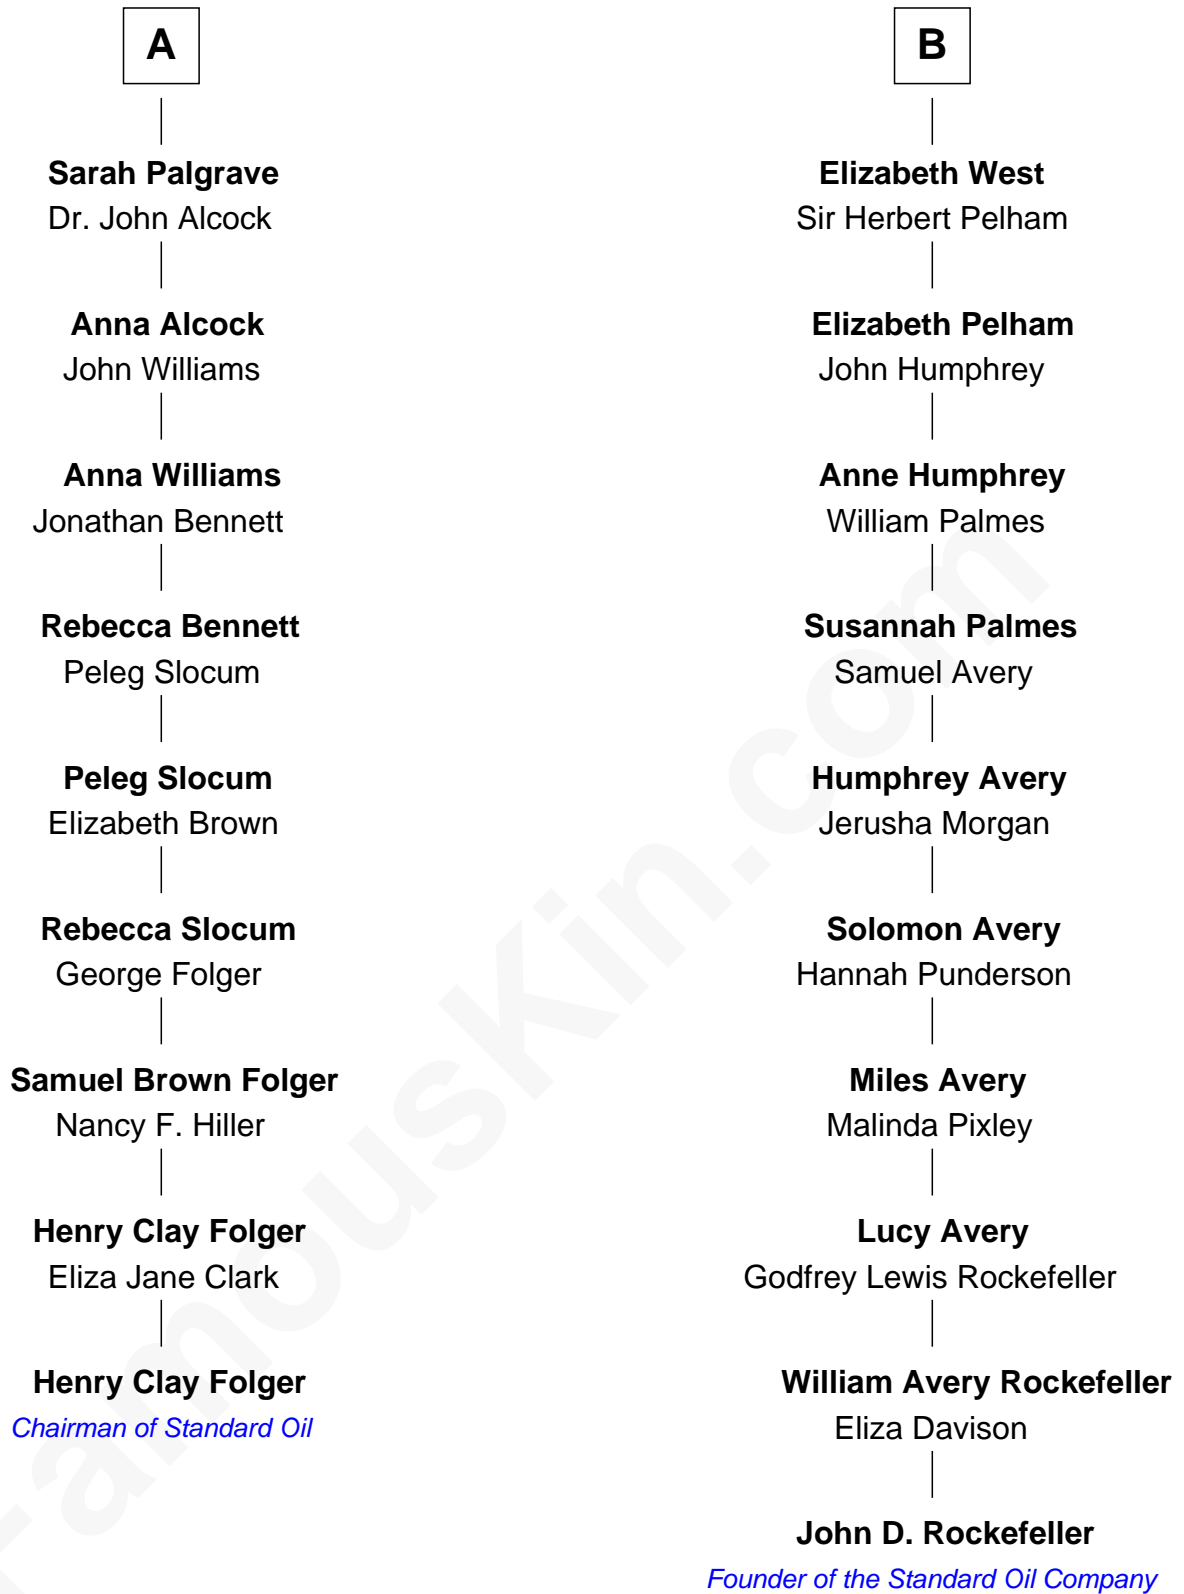 A
Sarah Palgrave
Dr. John Alcock
Anna Alcock
John Williams
Anna Williams
Jonathan Bennett
Rebecca Bennett
Peleg Slocum
Peleg Slocum
Elizabeth Brown
Rebecca Slocum
George Folger
Samuel Brown Folger
Nancy F. Hiller
Henry Clay Folger
Eliza Jane Clark
Henry Clay Folger
Chairman of Standard Oil
B
Elizabeth West
Sir Herbert Pelham
Elizabeth Pelham
John Humphrey
Anne Humphrey
William Palmes
Susannah Palmes
Samuel Avery
Humphrey Avery
Jerusha Morgan
Solomon Avery
Hannah Punderson
Miles Avery
Malinda Pixley
Lucy Avery
Godfrey Lewis Rockefeller
William Avery Rockefeller
Eliza Davison
John D. Rockefeller
Founder of the Standard Oil Company
FamousKin.com